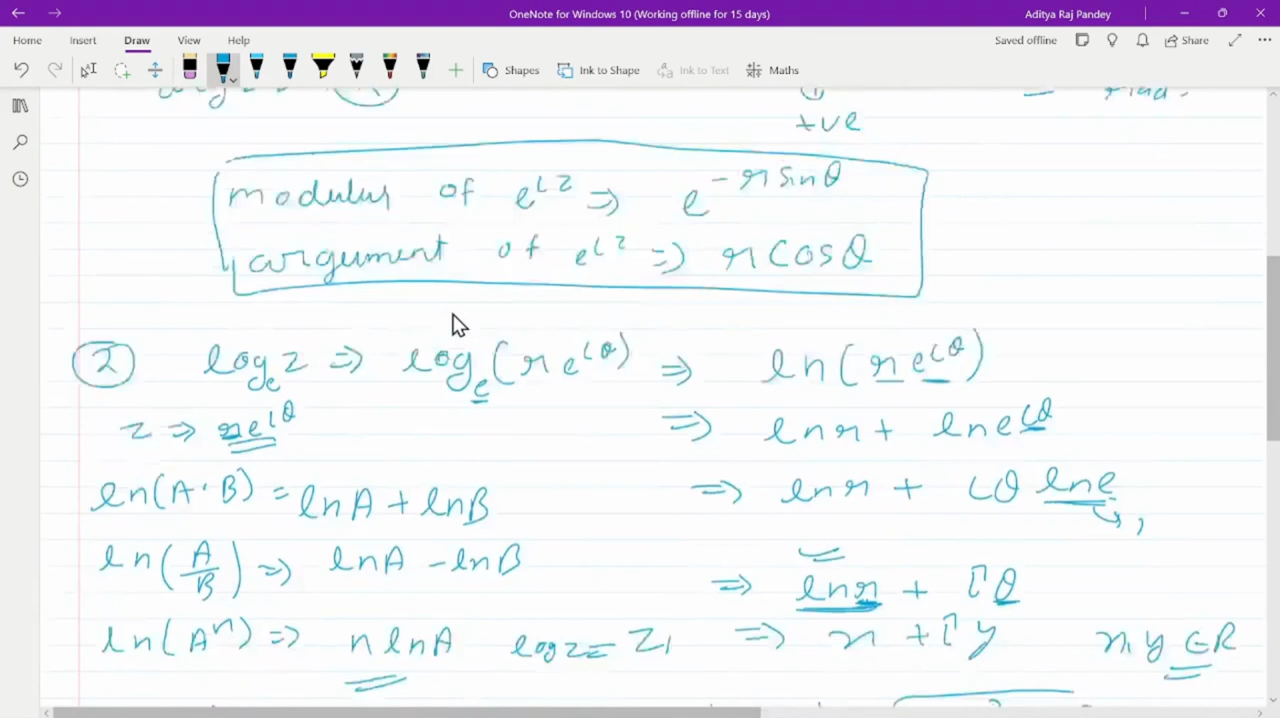 OneNote for Windows 10 (Working offline for 15 days)
Aditya Raj Pandey
Home Insert Draw View Help
Saved offline Share
Shapes Ink to Shape Ink to Text Maths
+ve
modulus of e^{iz} ⇒ e^{-r sinθ}
argument of e^{iz} ⇒ r cosθ
② log_e z ⇒ log_e(re^{iθ}) ⇒ ln(re^{iθ})
z ⇒ re^{iθ} ⇒ ln r + ln e^{iθ}
ln(A·B) = lnA + lnB ⇒ ln r + iθ ln e
ln(A/B) ⇒ lnA - lnB ⇒ ln r + iθ
ln(A^n) ⇒ n lnA log z = z₁ ⇒ x + iy x, y ∈ R